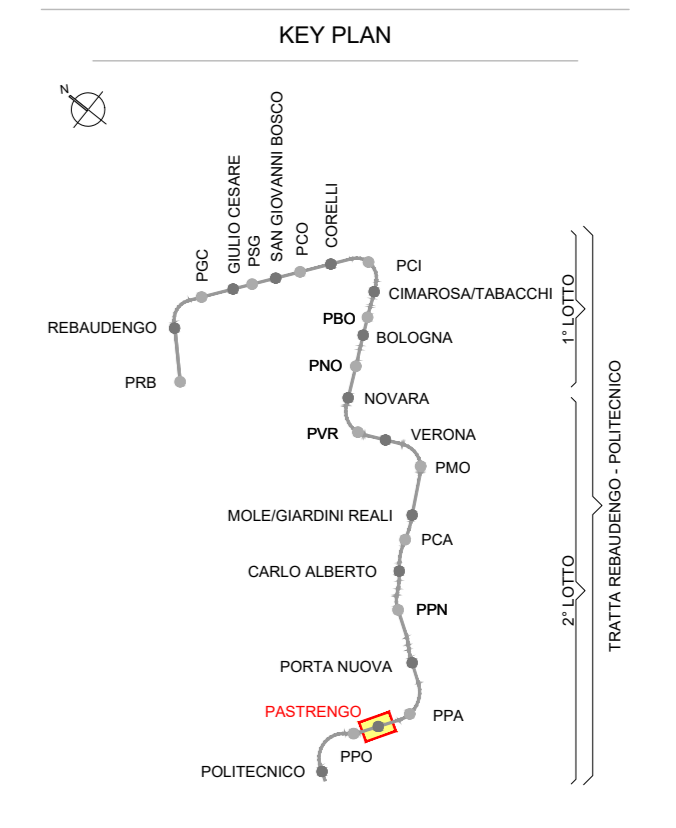 KEY PLAN
N
PGC
GIULIO CESARE
PSG
SAN GIOVANNI BOSCO
PCO
CORELLI
PCI
CIMAROSA/TABACCHI
REBAUDENGO
PBO
BOLOGNA
PNO
PRB
NOVARA
PVR
VERONA
PMO
MOLE/GIARDINI REALI
PCA
CARLO ALBERTO
PPN
PORTA NUOVA
PASTRENGO
PPA
PPO
POLITECNICO
1° LOTTO
2° LOTTO
TRATTA REBAUDENGO - POLITECNICO